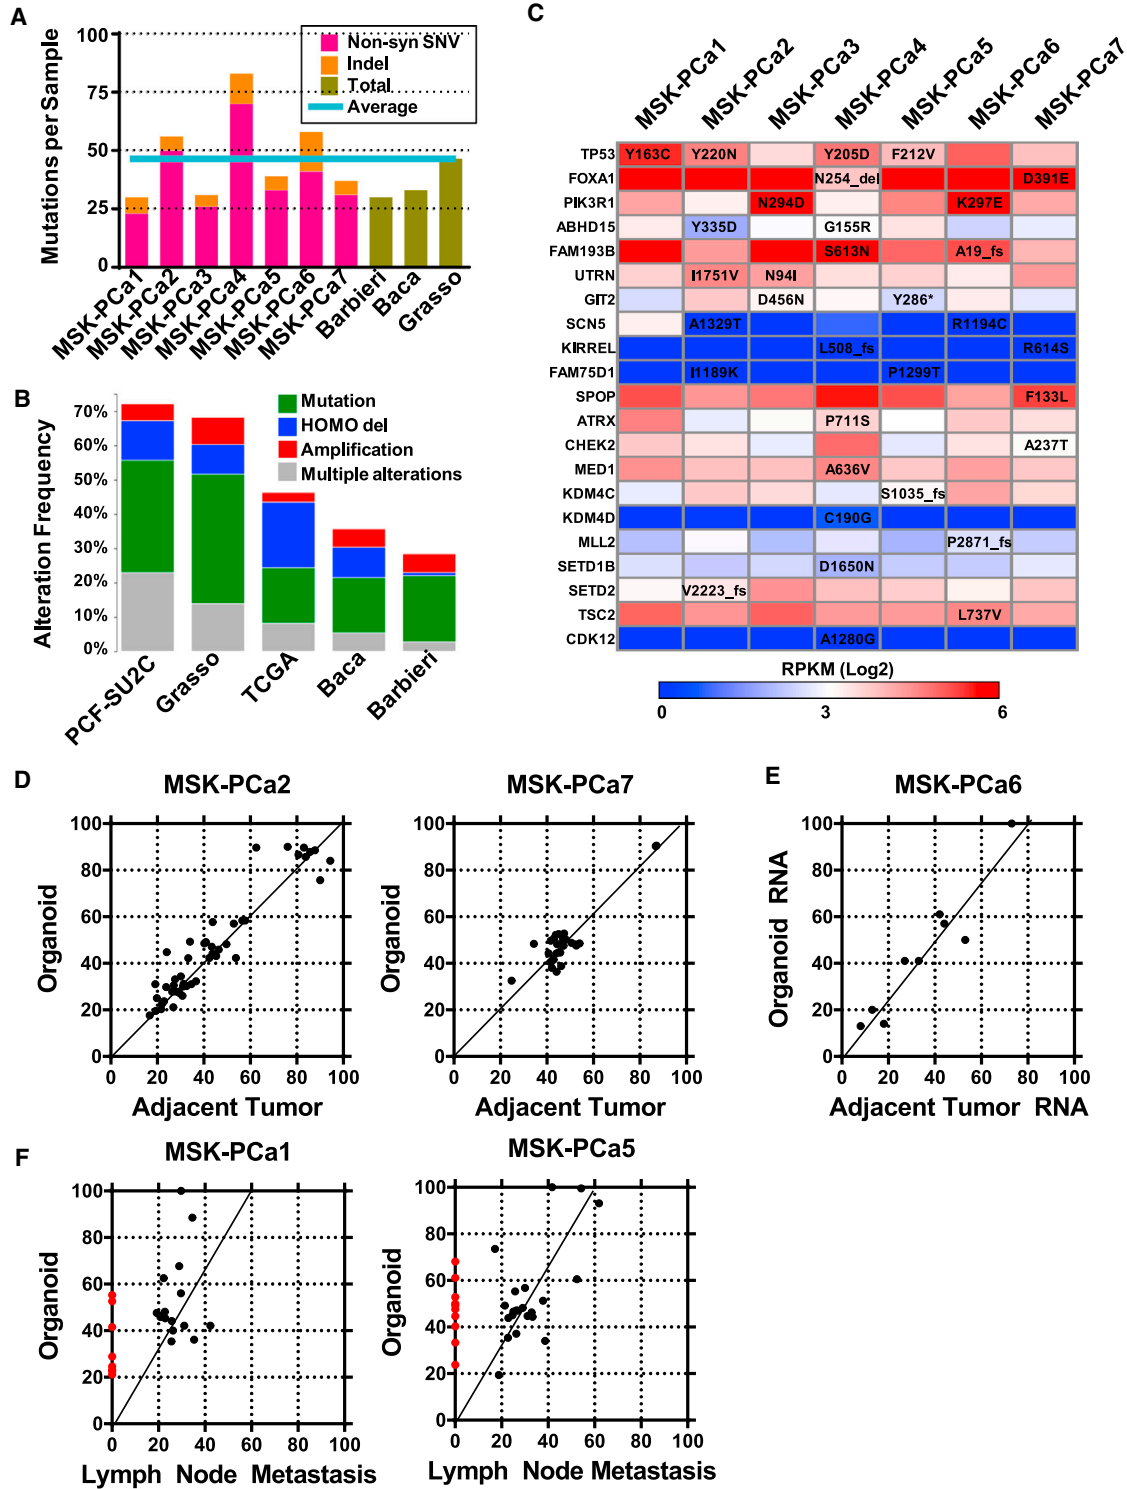 A
Mutations per Sample
100
75
50
25
0
Non-syn SNV
Indel
Total
Average
MSK-PCa1
MSK-PCa2
MSK-PCa3
MSK-PCa4
MSK-PCa5
MSK-PCa6
MSK-PCa7
Barbieri
Baca
Grasso
B
Alteration Frequency
70%
60%
50%
40%
30%
20%
10%
0%
Mutation
HOMO del
Amplification
Multiple alterations
PCF-SU2C
Grasso
TCGA
Baca
Barbieri
C
MSK-PCa1
MSK-PCa2
MSK-PCa3
MSK-PCa4
MSK-PCa5
MSK-PCa6
MSK-PCa7
TP53 Y163C Y220N Y205D F212V
FOXA1 N254_del D391E
PIK3R1 N294D K297E
ABHD15 Y335D G155R
FAM193B S613N A19_fs
UTRN I1751V N94I
GIT2 D456N Y286*
SCN5 A1329T R1194C
KIRREL L508_fs R614S
FAM75D1 I1189K P1299T
SPOP F133L
ATRX P711S
CHEK2 A237T
MED1 A636V
KDM4C S1035_fs
KDM4D C190G
MLL2 P2871_fs
SETD1B D1650N
SETD2 V2223_fs
TSC2 L737V
CDK12 A1280G
RPKM (Log2)
0 3 6
D
MSK-PCa2
Organoid
100
80
60
40
20
0
0 20 40 60 80 100
Adjacent Tumor
MSK-PCa7
Organoid
100
80
60
40
20
0
0 20 40 60 80 100
Adjacent Tumor
E
MSK-PCa6
Organoid RNA
100
80
60
40
20
0
0 20 40 60 80 100
Adjacent Tumor RNA
F
MSK-PCa1
Organoid
100
80
60
40
20
0
0 20 40 60 80 100
Lymph Node Metastasis
MSK-PCa5
Organoid
100
80
60
40
20
0
0 20 40 60 80 100
Lymph Node Metastasis